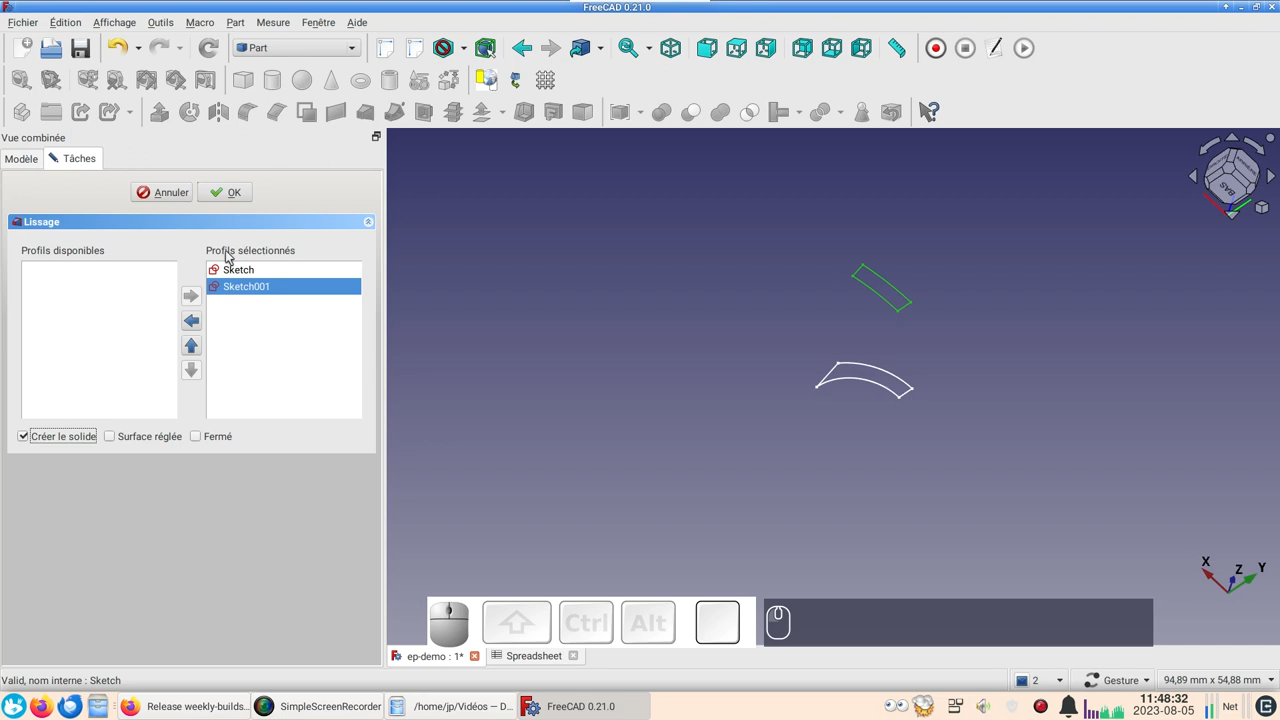 FreeCAD 0.21.0
Fichier Édition Affichage Outils Macro Part Mesure Fenêtre Aide
Part
Vue combinée
Modèle Tâches
Annuler OK
Lissage
Profils disponibles Profils sélectionnés
Sketch
Sketch001
Créer le solide Surface réglée Fermé
BAS
X Z Y
Ctrl Alt
ep-demo : 1* Spreadsheet
Valid, nom interne : Sketch 2 Gesture 94,89 mm x 54,88 mm
Release weekly-builds... SimpleScreenRecorder /home/jp/Vidéos — D... FreeCAD 0.21.0 11:48:32 Net
2023-08-05